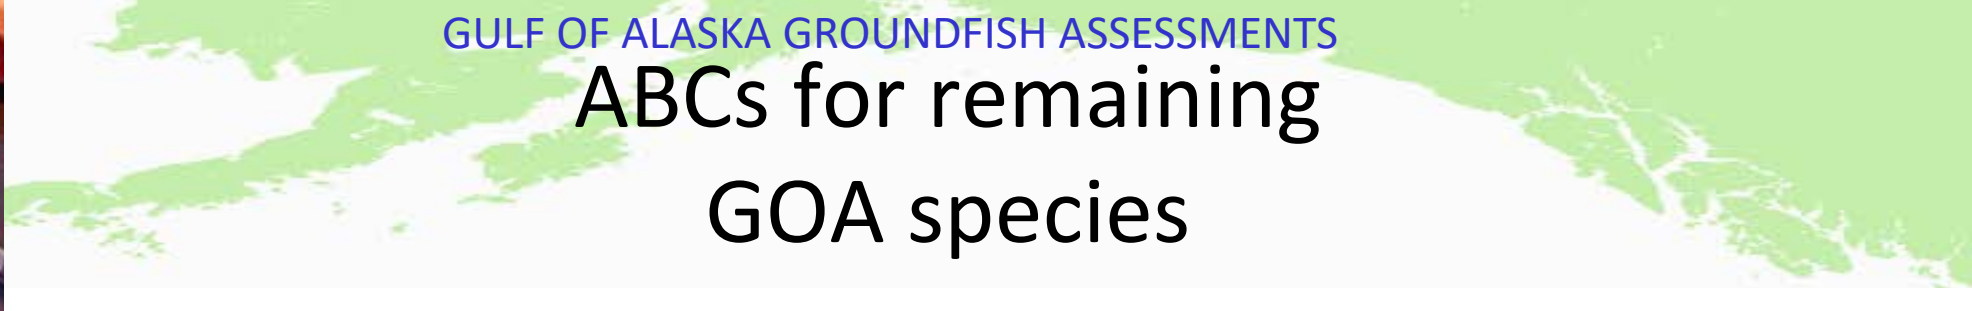 GULF OF ALASKA GROUNDFISH ASSESSMENTS
ABCs for remaining
GOA species